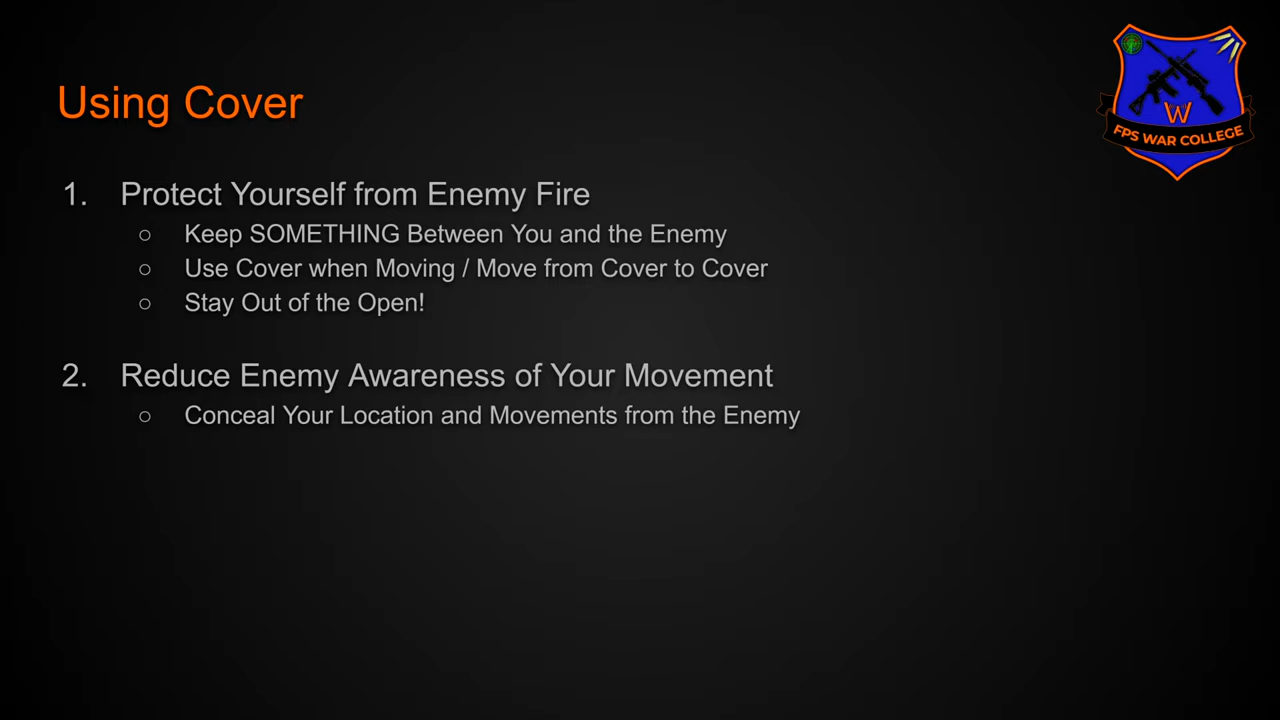 Using Cover
W
FPS WAR COLLEGE
1. Protect Yourself from Enemy Fire
○ Keep SOMETHING Between You and the Enemy
○ Use Cover when Moving / Move from Cover to Cover
○ Stay Out of the Open!
2. Reduce Enemy Awareness of Your Movement
○ Conceal Your Location and Movements from the Enemy